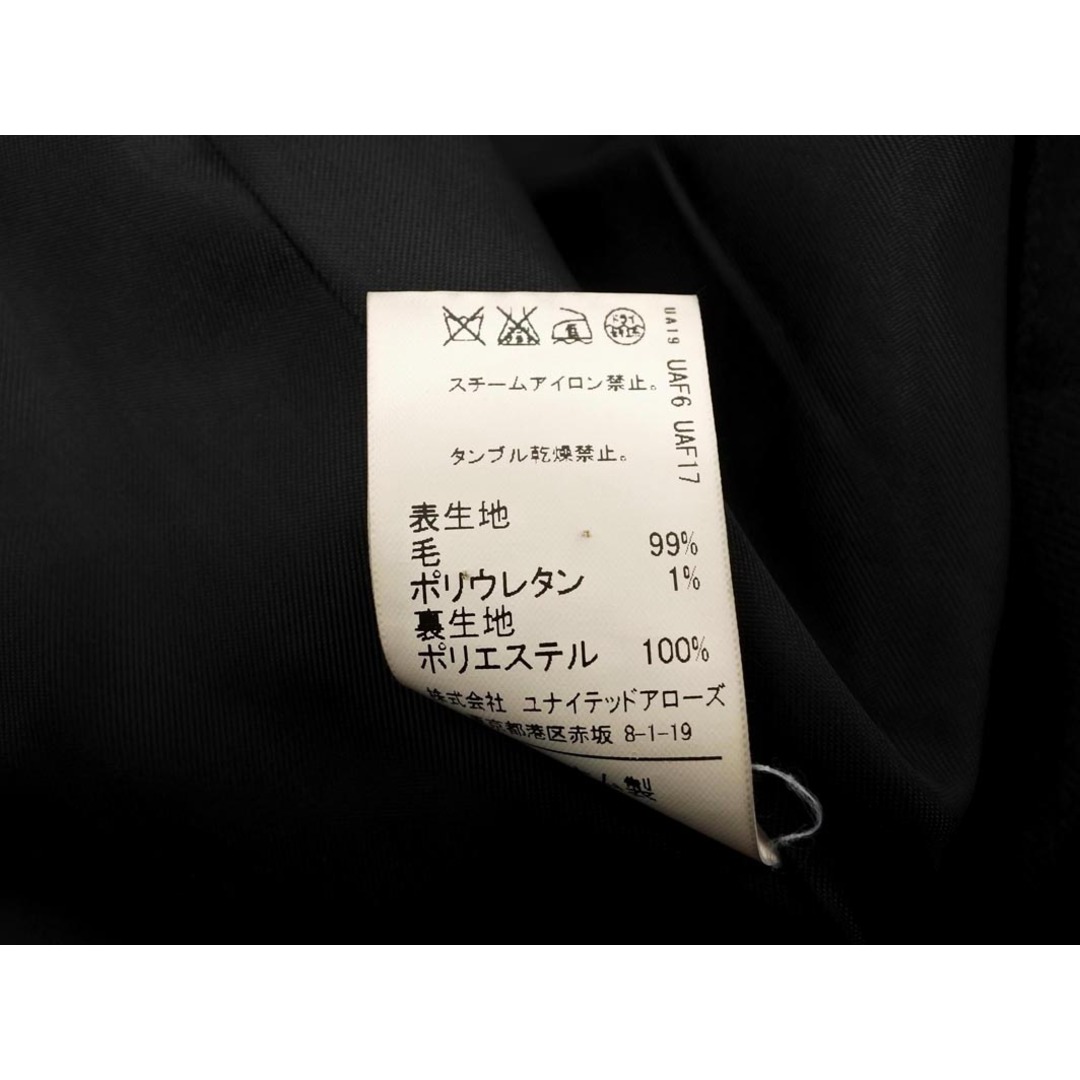 UA19 UAF6 UAF17
スチームアイロン禁止。
タンブル乾燥禁止。
表生地
毛 99%
ポリウレタン 1%
裏生地
ポリエステル 100%
株式会社 ユナイテッドアローズ
東京都港区赤坂 8-1-19
製